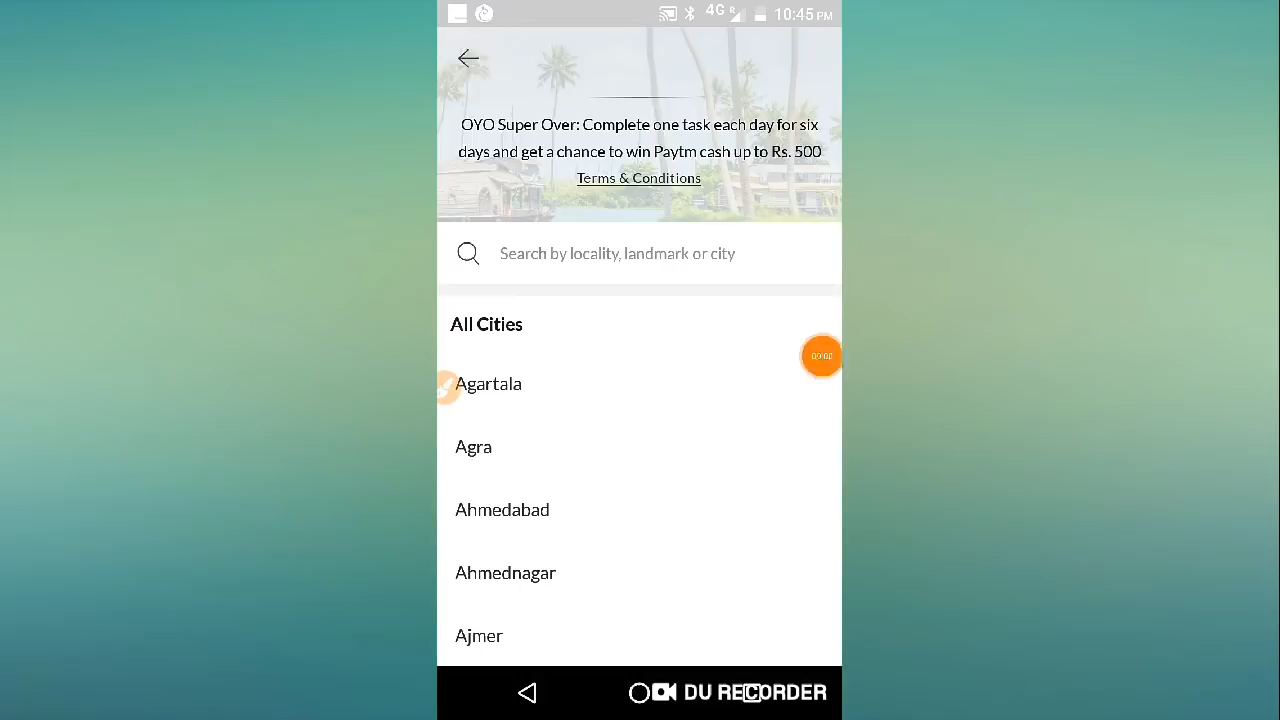 4G R 10:45 PM
OYO Super Over: Complete one task each day for six
days and get a chance to win Paytm cash up to Rs. 500
Terms & Conditions
Search by locality, landmark or city
All Cities
00:00
Agartala
Agra
Ahmedabad
Ahmednagar
Ajmer
DU RECORDER